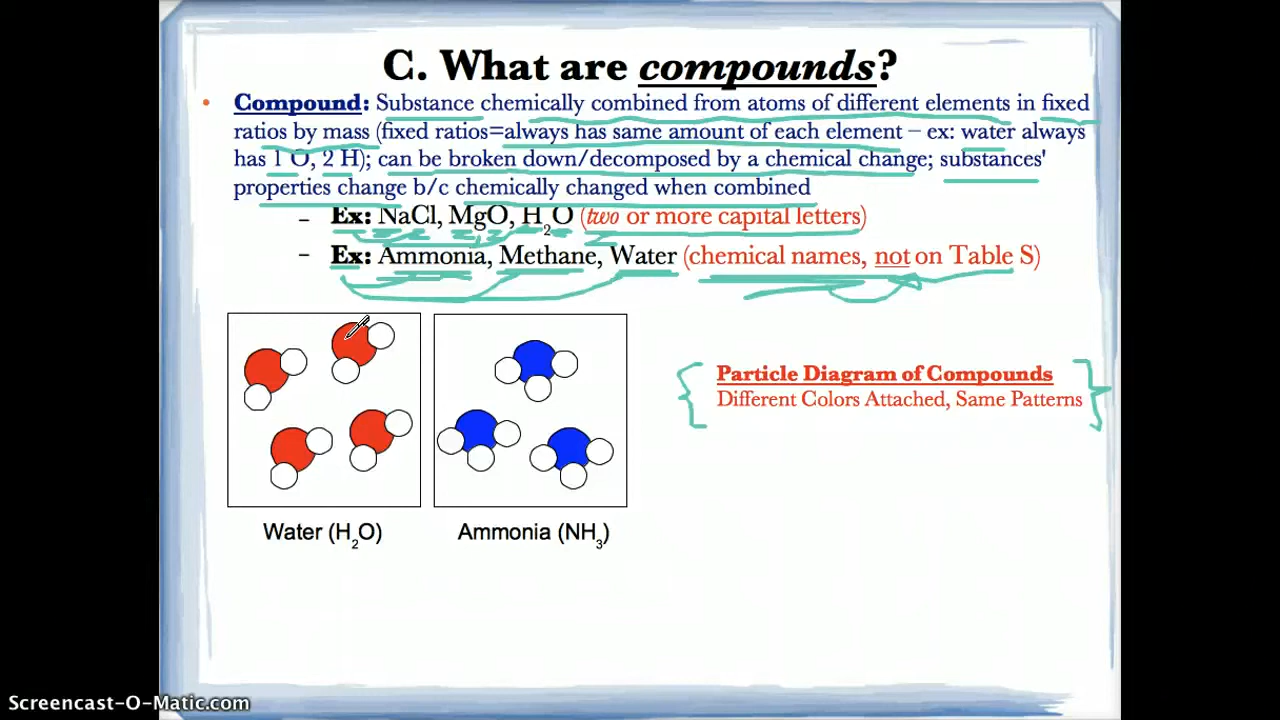 C. What are compounds?
• Compound: Substance chemically combined from atoms of different elements in fixed
ratios by mass (fixed ratios=always has same amount of each element – ex: water always
has 1 O, 2 H); can be broken down/decomposed by a chemical change; substances'
properties change b/c chemically changed when combined
– Ex: NaCl, MgO, H₂O (two or more capital letters)
– Ex: Ammonia, Methane, Water (chemical names, not on Table S)
Particle Diagram of Compounds
Different Colors Attached, Same Patterns
Water (H₂O)
Ammonia (NH₃)
Screencast-O-Matic.com